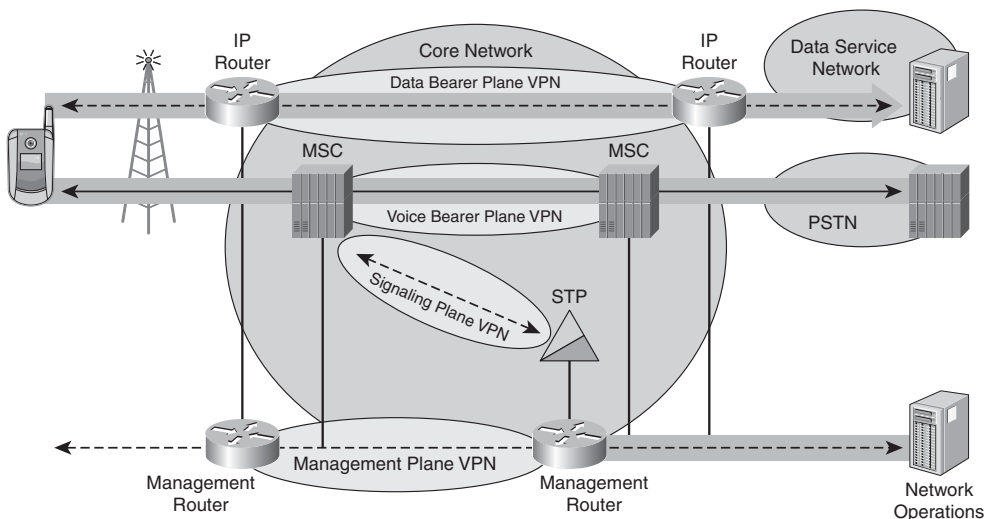 IP
Router
Core Network
IP
Router
Data Service
Network
Data Bearer Plane VPN
MSC
MSC
Voice Bearer Plane VPN
PSTN
Signaling Plane VPN
STP
Management Plane VPN
Management
Router
Management
Router
Network
Operations